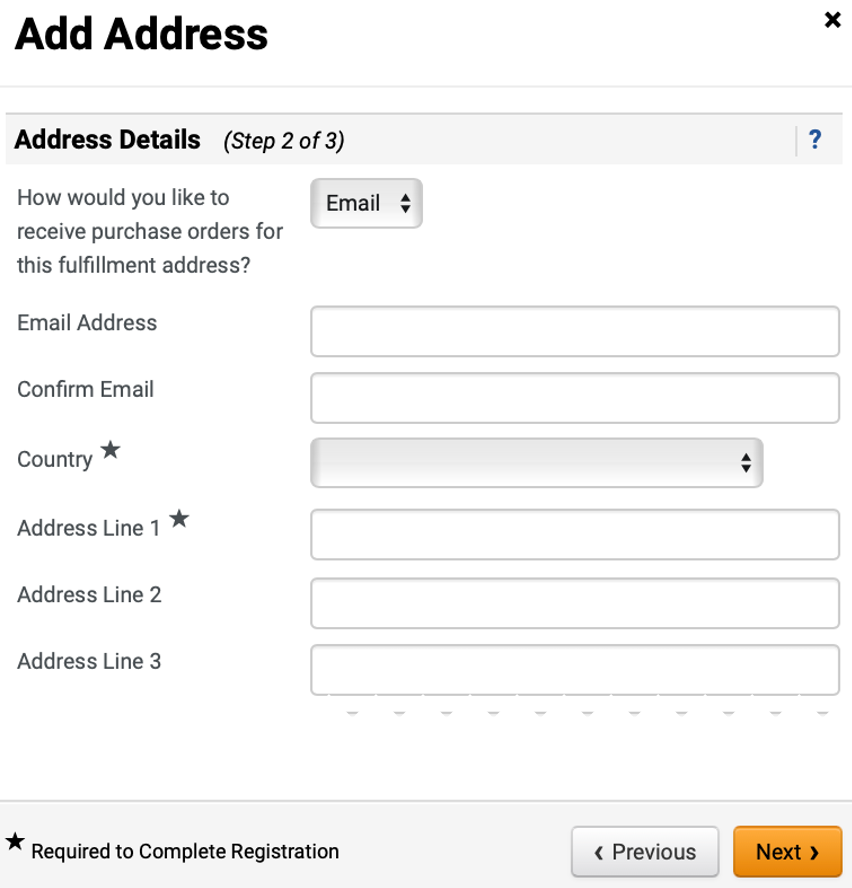 Add Address
Address Details (Step 2 of 3)
?
How would you like to
receive purchase orders for
this fulfillment address?
Email
Email Address
Confirm Email
Country ★
Address Line 1 ★
Address Line 2
Address Line 3
★ Required to Complete Registration
‹ Previous
Next ›